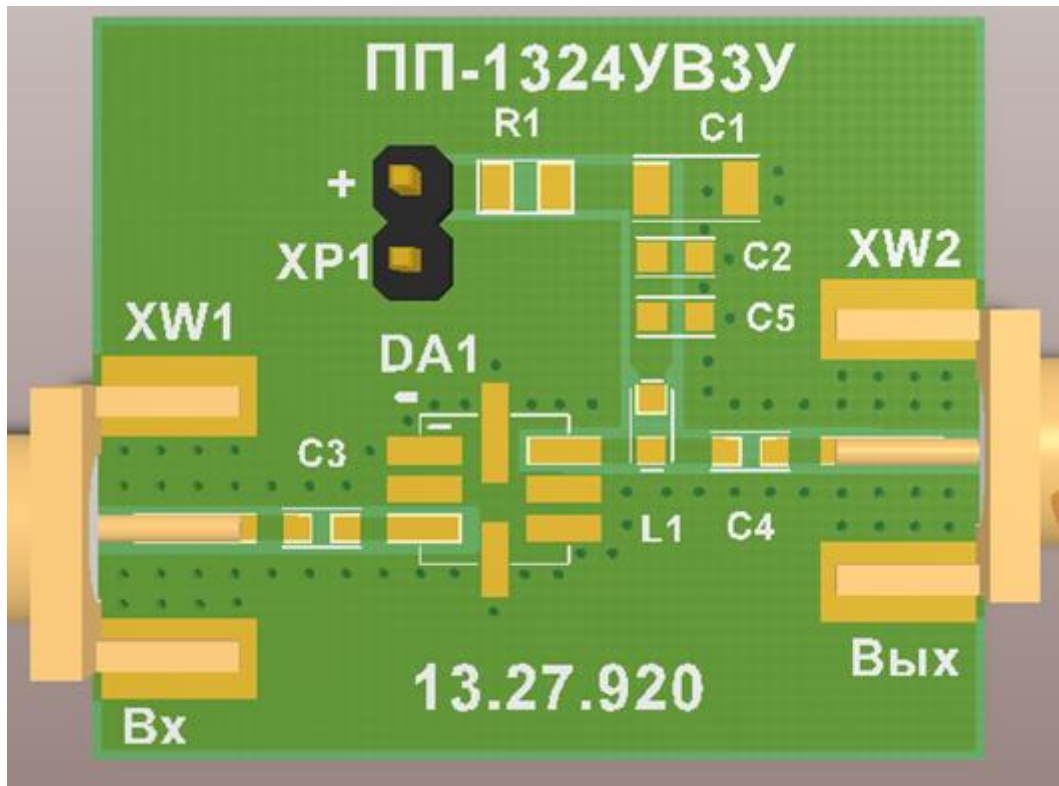 ПП-1324УВ3У
R1
C1
+
XP1
C2
XW2
XW1
C5
DA1
C3
L1
C4
13.27.920
Вых
Вх